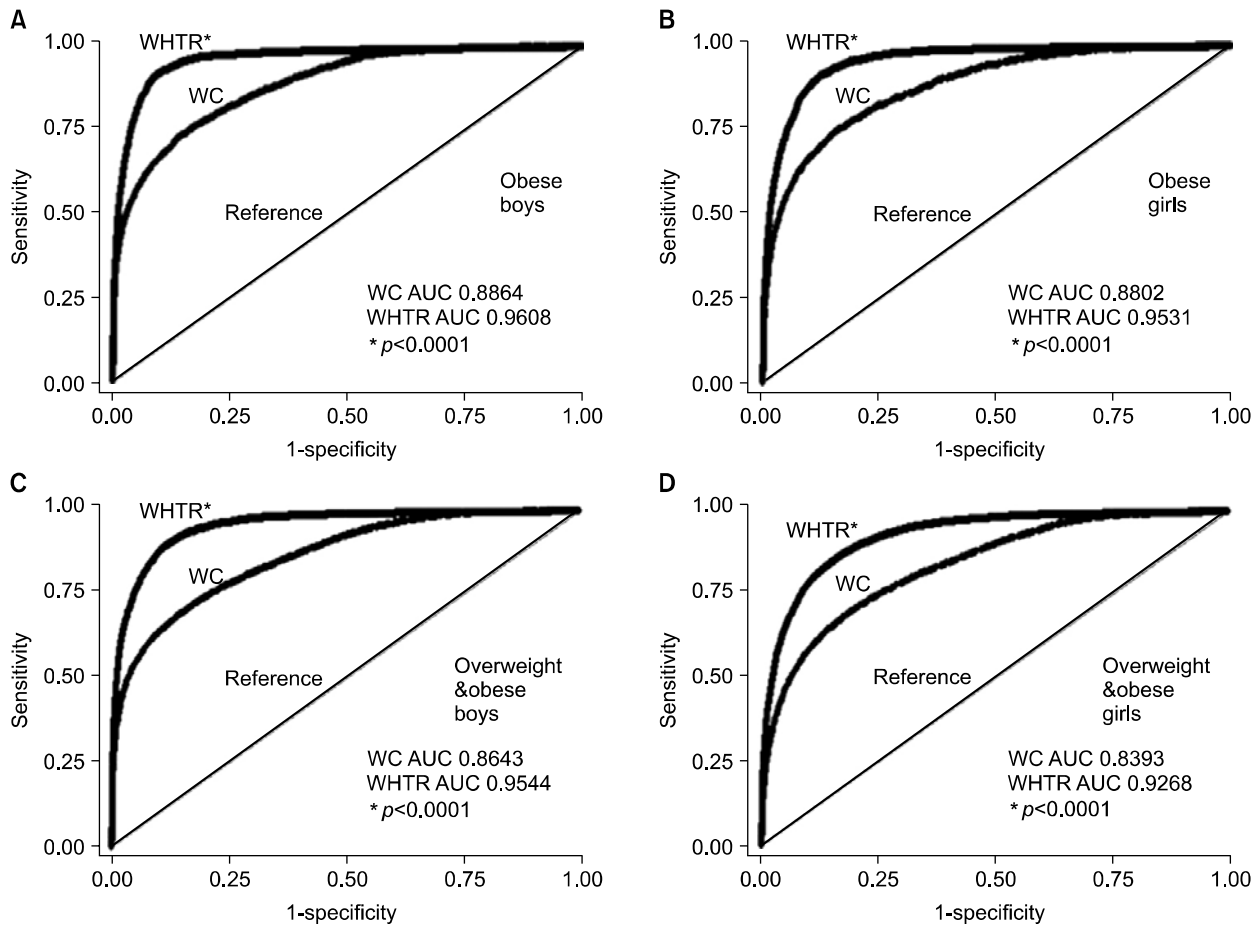 A
1.00
0.75
0.50
0.25
0.00
Sensitivity
WHTR*
WC
Reference
Obese
boys
WC AUC 0.8864
WHTR AUC 0.9608
* p<0.0001
0.00 0.25 0.50 0.75 1.00
1-specificity
B
1.00
0.75
0.50
0.25
0.00
Sensitivity
WHTR*
WC
Reference
Obese
girls
WC AUC 0.8802
WHTR AUC 0.9531
* p<0.0001
0.00 0.25 0.50 0.75 1.00
1-specificity
C
1.00
0.75
0.50
0.25
0.00
Sensitivity
WHTR*
WC
Reference
Overweight
&obese
boys
WC AUC 0.8643
WHTR AUC 0.9544
* p<0.0001
0.00 0.25 0.50 0.75 1.00
1-specificity
D
1.00
0.75
0.50
0.25
0.00
Sensitivity
WHTR*
WC
Reference
Overweight
&obese
girls
WC AUC 0.8393
WHTR AUC 0.9268
* p<0.0001
0.00 0.25 0.50 0.75 1.00
1-specificity